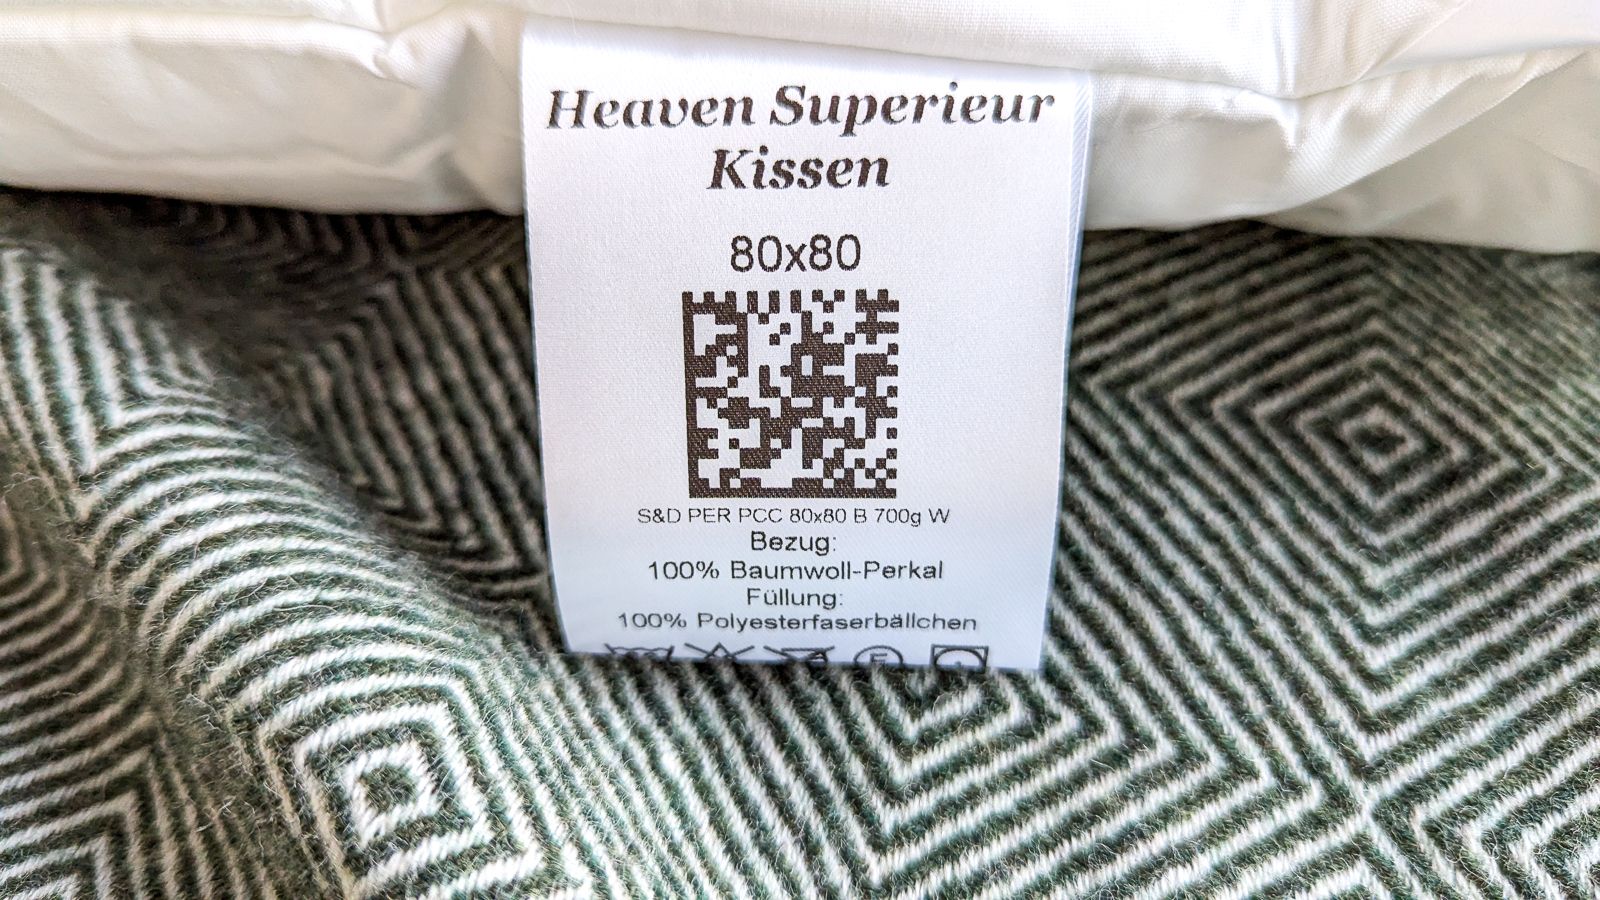 Heaven Superieur
Kissen
80x80
S&D PER PCC 80x80 B 700g W
Bezug:
100% Baumwoll-Perkal
Füllung:
100% Polyesterfaserbällchen